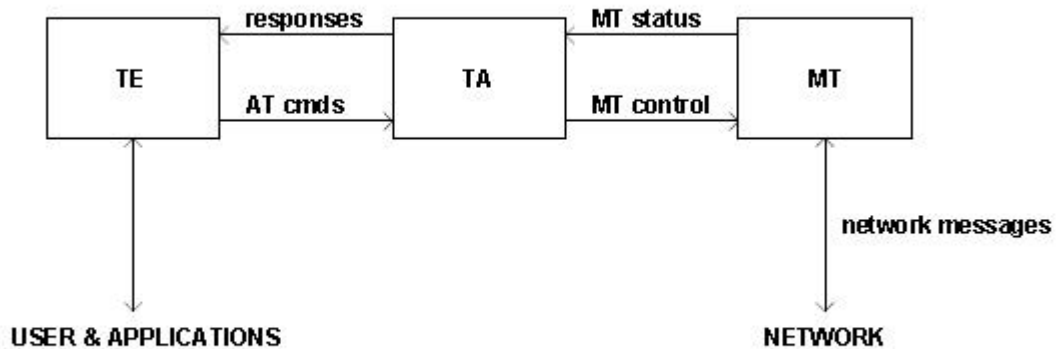 responses
MT status
TE
TA
MT
AT cmds
MT control
network messages
USER & APPLICATIONS
NETWORK